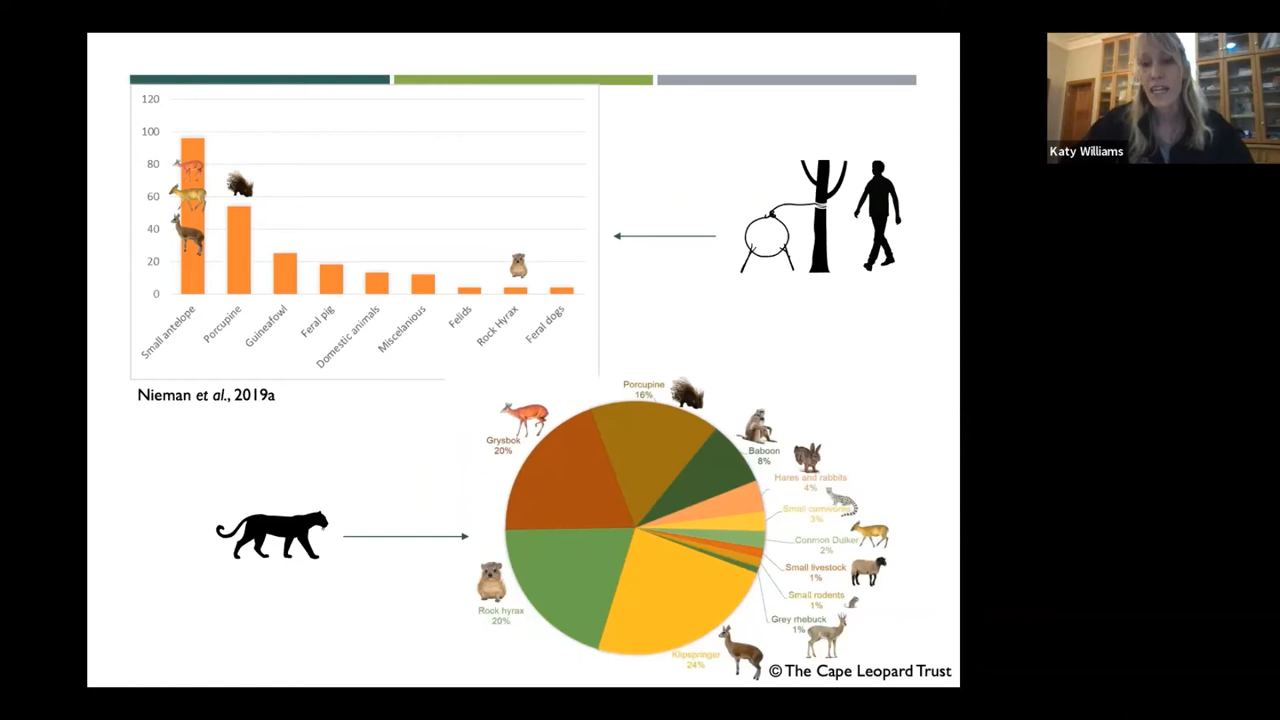 Katy Williams
120
100
80
60
40
20
0
Small antelope
Porcupine
Guineafowl
Feral pig
Domestic animals
Miscelanious
Felids
Rock Hyrax
Feral dogs
Nieman et al., 2019a
Porcupine
16%
Grysbok
20%
Baboon
8%
Hares and rabbits
4%
Small carnivores
3%
Common Duiker
2%
Small livestock
1%
Small rodents
1%
Grey rhebuck
1%
Rock hyrax
20%
Klipspringer
24%
© The Cape Leopard Trust